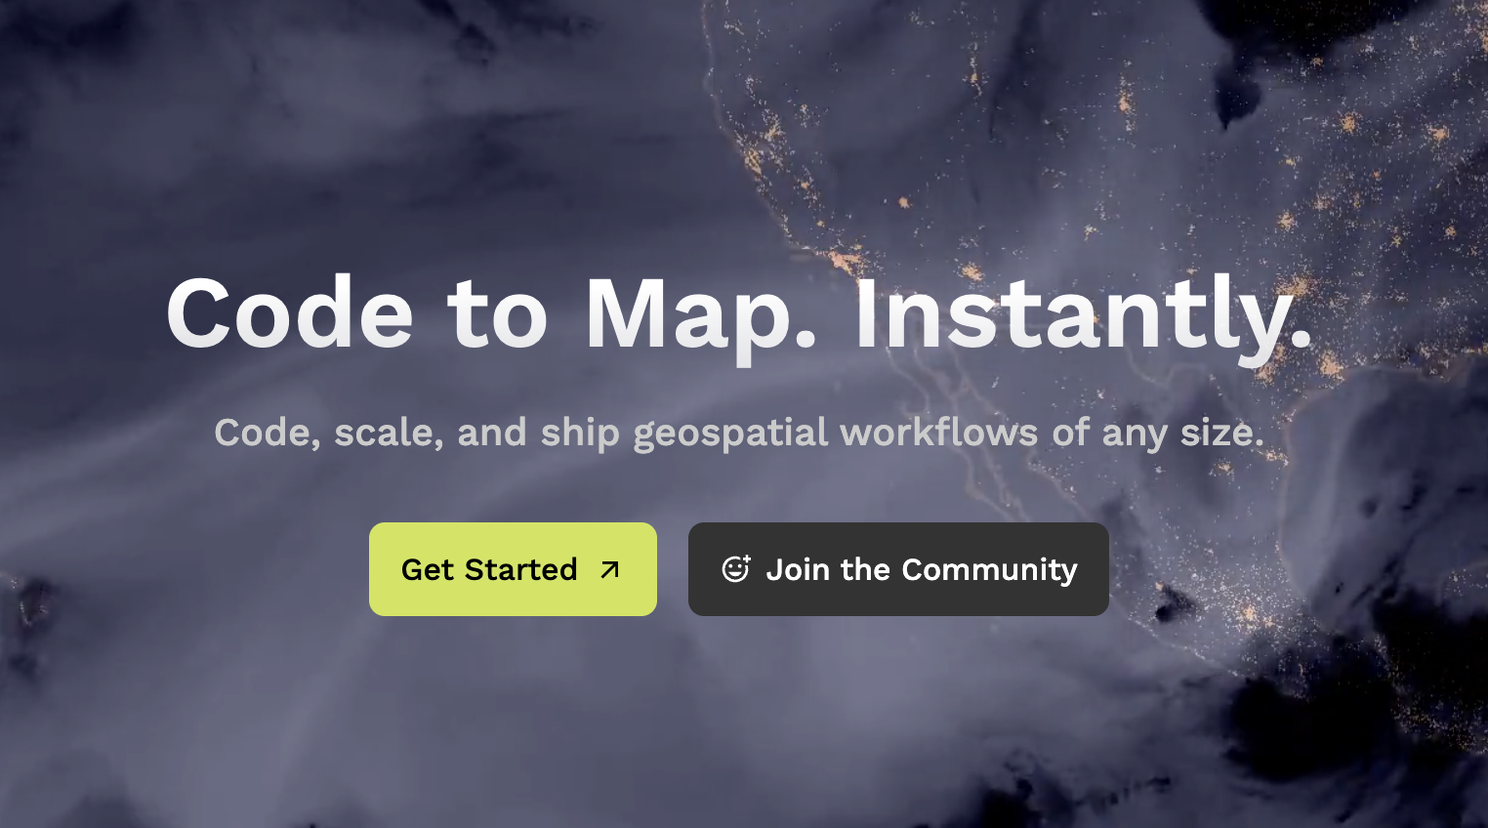 Code to Map. Instantly.
Code, scale, and ship geospatial workflows of any size.
Get Started
Join the Community